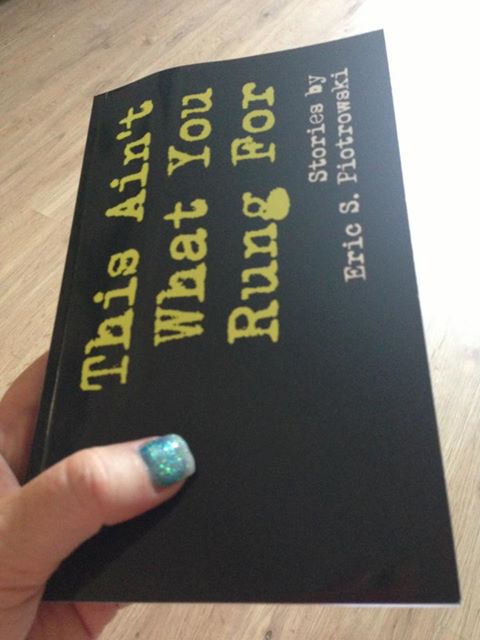 This Ain't
What You
Rung For
Stories by
Eric S. Piotrowski